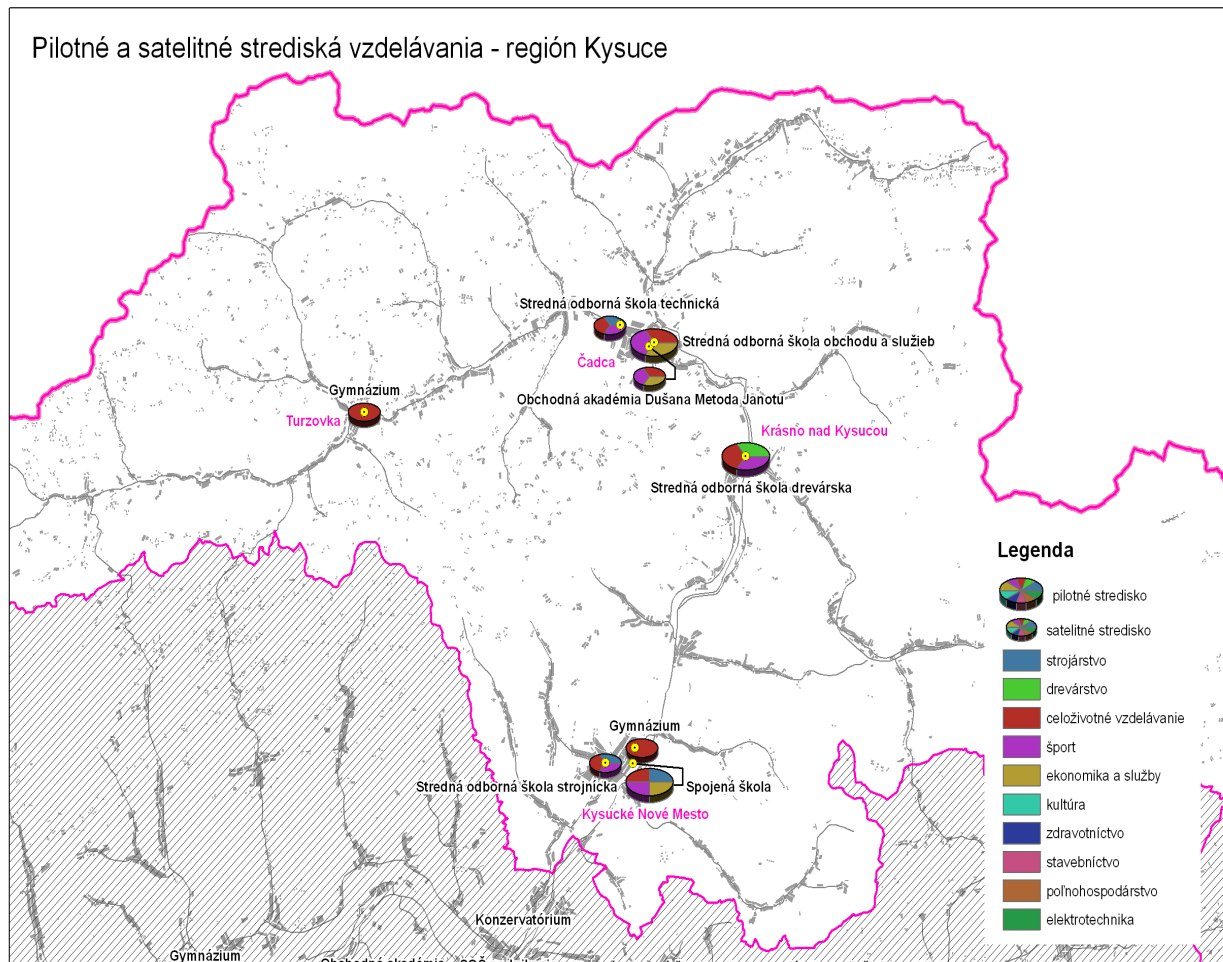 Pilotné a satelitné strediská vzdelávania - región Kysuce
Stredná odborná škola technická
Stredná odborná škola obchodu a služieb
Čadca
Obchodná akadémia Dušana Metoda Janotu
Gymnázium
Turzovka
Krásno nad Kysucou
Stredná odborná škola drevárska
Gymnázium
Stredná odborná škola strojnícka
Spojená škola
Kysucké Nové Mesto
Konzervatórium
Gymnázium
Obchodná akadémia
Legenda
pilotné stredisko
satelitné stredisko
strojárstvo
drevárstvo
celoživotné vzdelávanie
šport
ekonomika a služby
kultúra
zdravotníctvo
stavebníctvo
poľnohospodárstvo
elektrotechnika